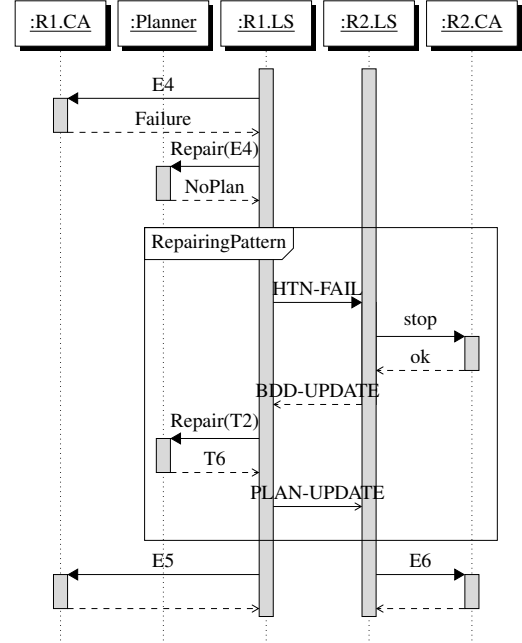 :R1.CA :Planner :R1.LS :R2.LS :R2.CA
E4
Failure
Repair(E4)
NoPlan
RepairingPattern
HTN-FAIL
stop
ok
BDD-UPDATE
Repair(T2)
T6
PLAN-UPDATE
E5 E6